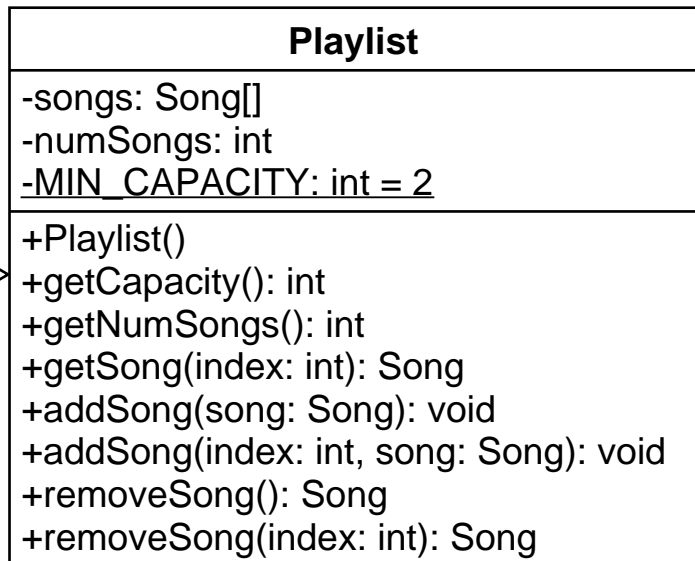 Playlist
-songs: Song[]
-numSongs: int
-MIN_CAPACITY: int = 2
+Playlist()
+getCapacity(): int
+getNumSongs(): int
+getSong(index: int): Song
+addSong(song: Song): void
+addSong(index: int, song: Song): void
+removeSong(): Song
+removeSong(index: int): Song